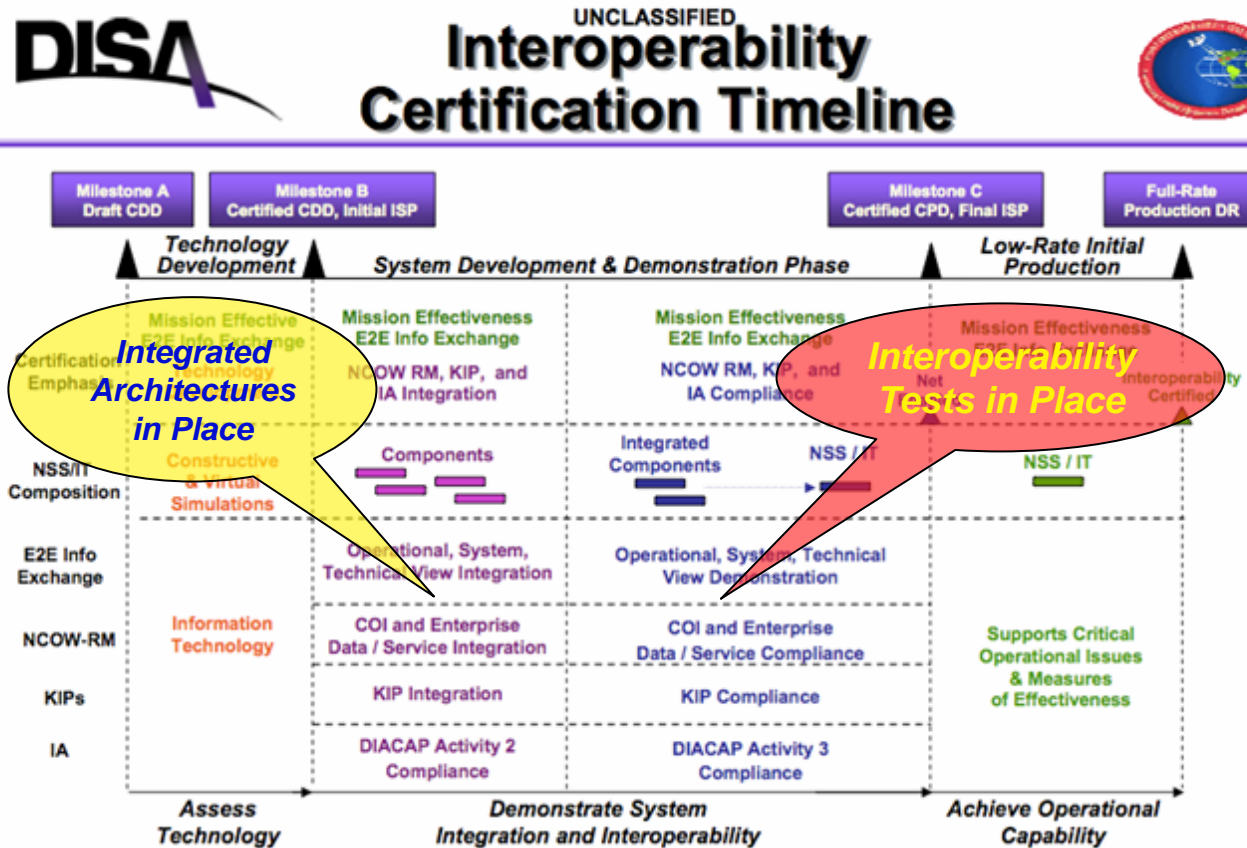 DISA
UNCLASSIFIED
Interoperability
Certification Timeline
Milestone A
Draft CDD
Milestone B
Certified CDD, Initial ISP
Milestone C
Certified CPD, Final ISP
Full-Rate
Production DR
Technology
Development
System Development & Demonstration Phase
Low-Rate Initial
Production
Certification
Emphasis
Mission Effective
E2E Info Exchange
Technology
Integrated
Architectures
in Place
Mission Effectiveness
E2E Info Exchange
NCOW RM, KIP, and
IA Integration
Mission Effectiveness
E2E Info Exchange
NCOW RM, KIP, and
IA Compliance
Interoperability
Tests in Place
Mission Effectiveness
E2E Info Exchange
Net
Interoperability
Certified
NSS/IT
Composition
Constructive
& Virtual
Simulations
Components
Integrated
Components
NSS / IT
NSS / IT
E2E Info
Exchange
Operational, System,
Technical View Integration
Operational, System, Technical
View Demonstration
NCOW-RM
Information
Technology
COI and Enterprise
Data / Service Integration
COI and Enterprise
Data / Service Compliance
Supports Critical
Operational Issues
& Measures
of Effectiveness
KIPs
KIP Integration
KIP Compliance
IA
DIACAP Activity 2
Compliance
DIACAP Activity 3
Compliance
Assess
Technology
Demonstrate System
Integration and Interoperability
Achieve Operational
Capability